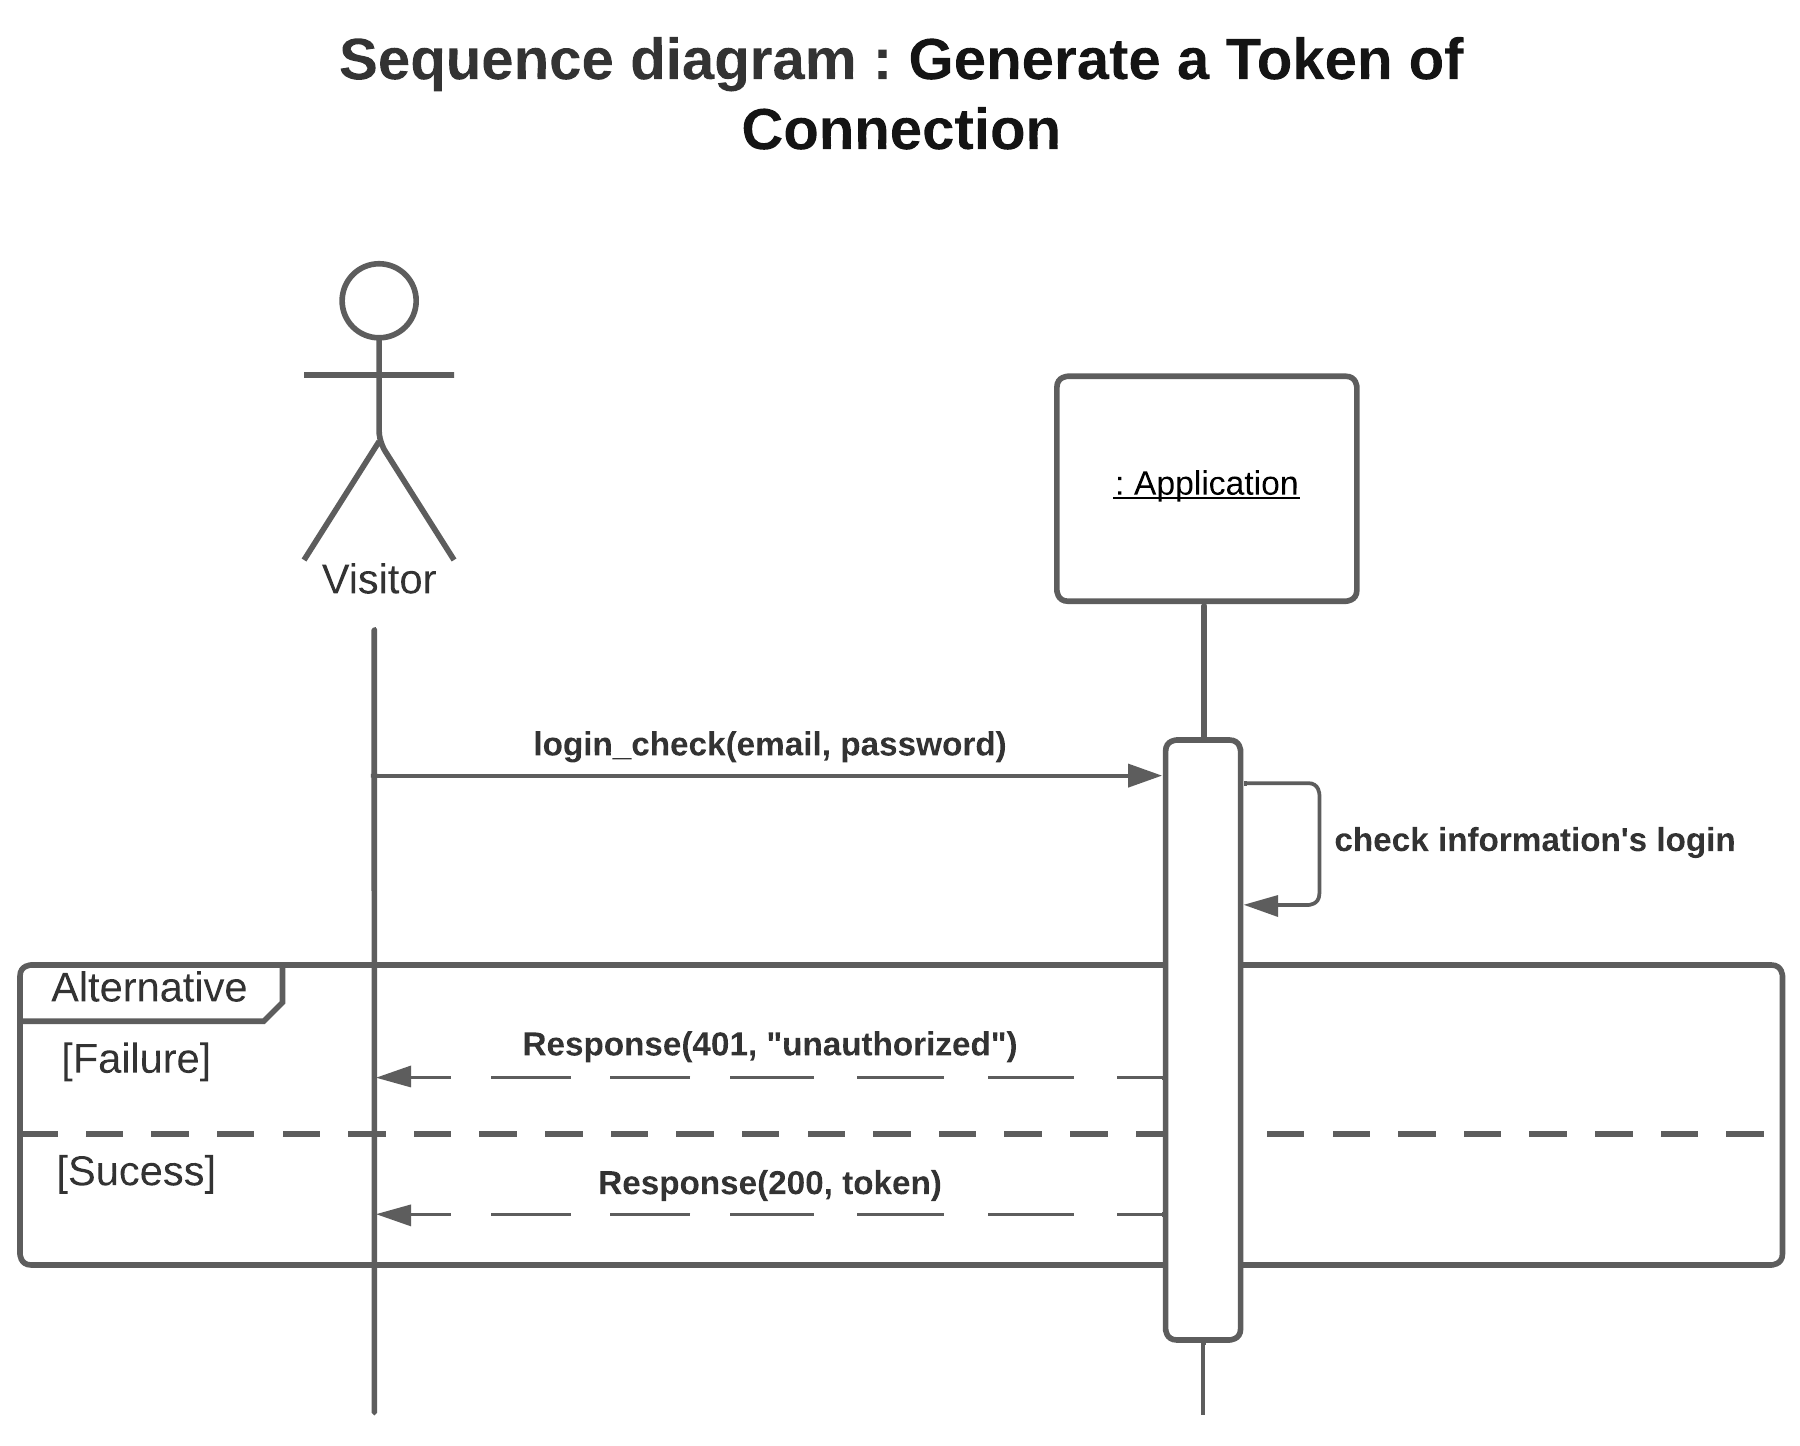 Sequence diagram : Generate a Token of
Connection
: Application
Visitor
login_check(email, password)
check information's login
Alternative
[Failure]
Response(401, "unauthorized")
[Sucess]
Response(200, token)